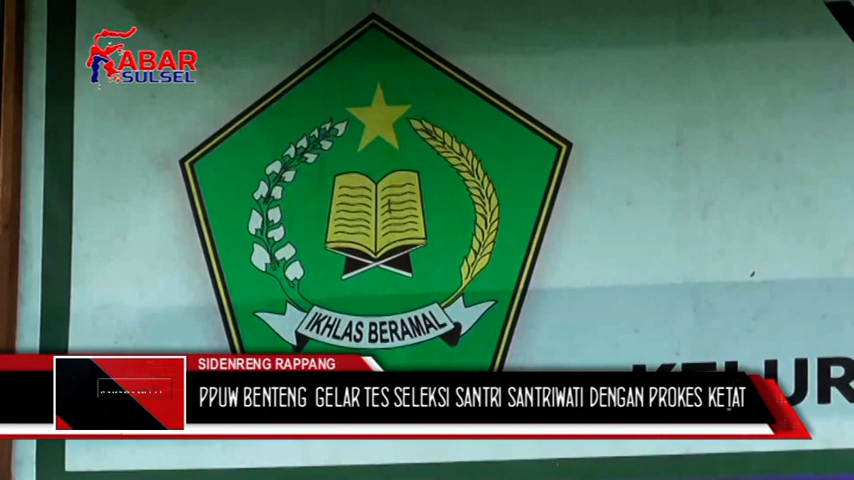 KABAR
SULSEL
IKHLAS BERAMAL
SIDENRENG RAPPANG
PPUW BENTENG GELAR TES SELEKSI SANTRI SANTRIWATI DENGAN PROKES KETAT
KELUR